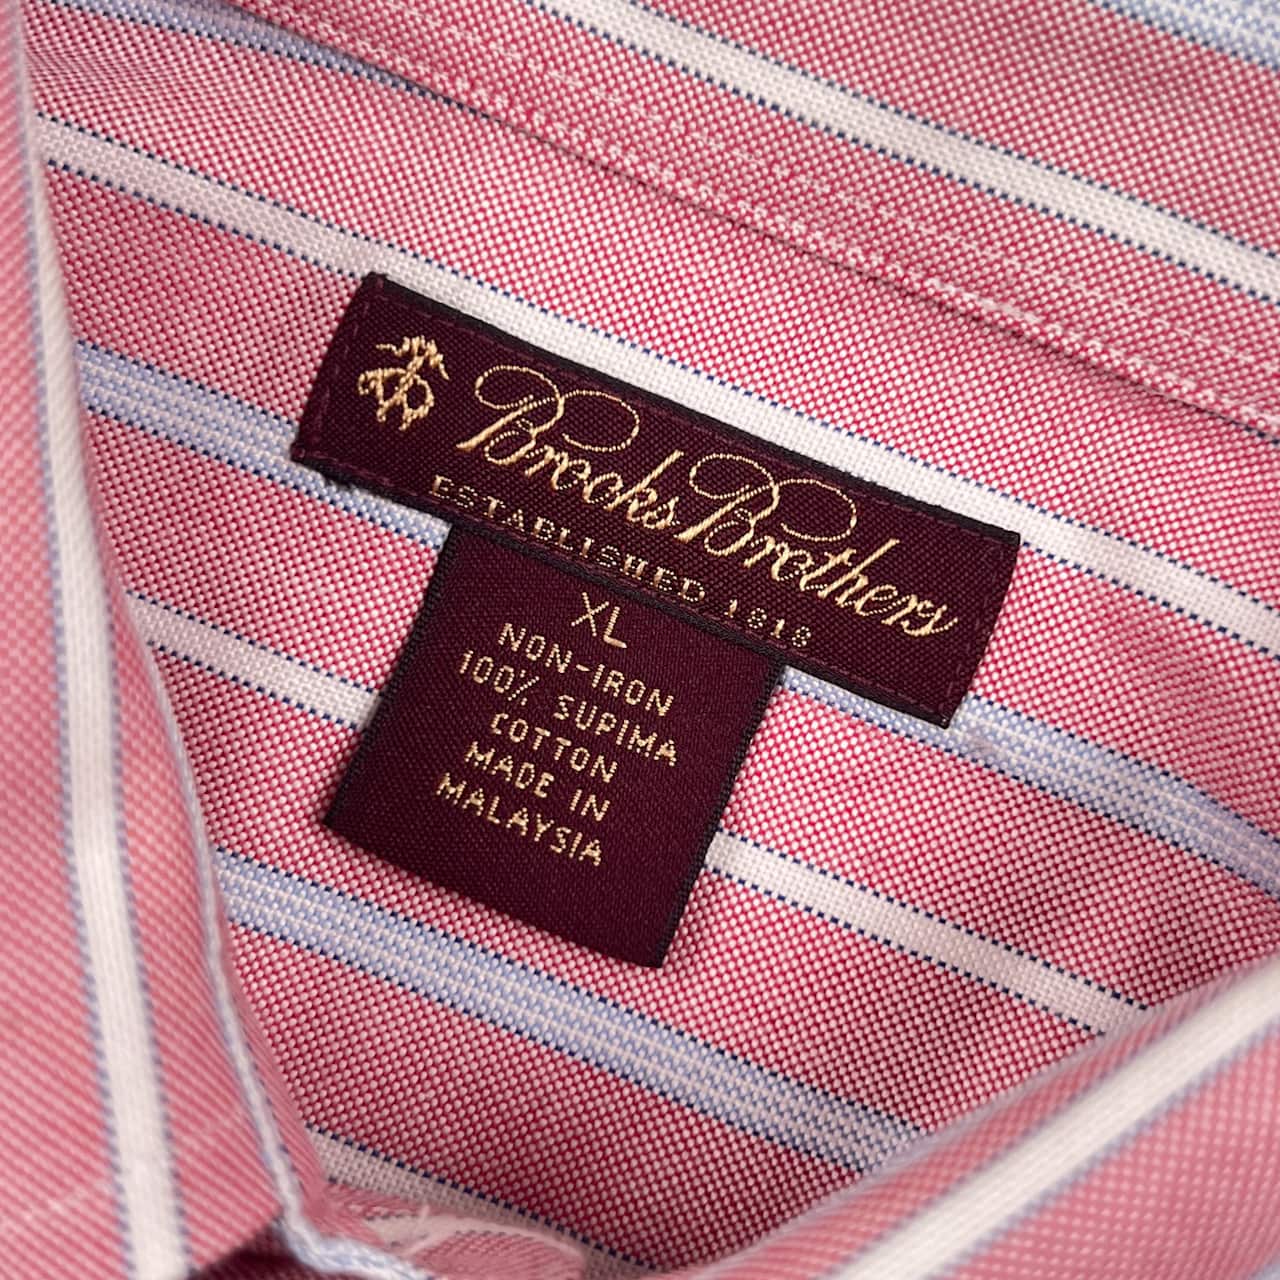 Brooks Brothers
ESTABLISHED 1818
XL
NON-IRON
100% SUPIMA
COTTON
MADE IN
MALAYSIA